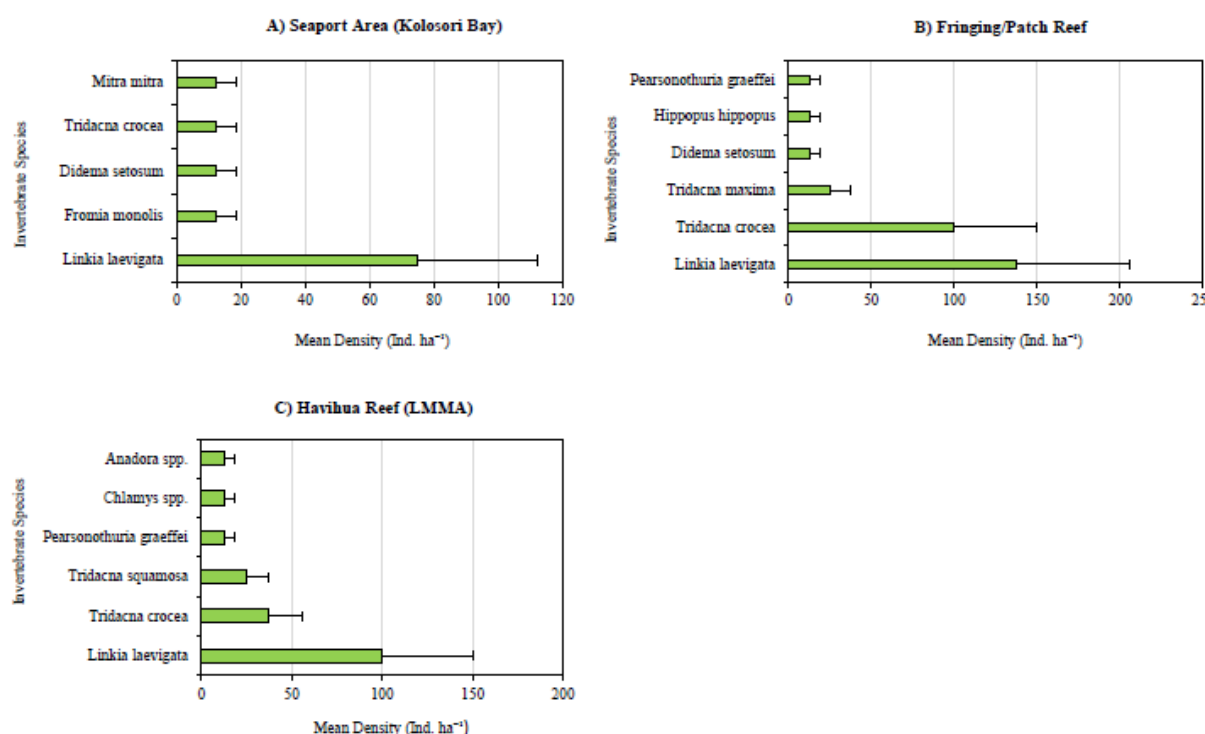 A) Seaport Area (Kolosori Bay)
Invertebrate Species
Mitra mitra
Tridacna crocea
Didema setosum
Fromia monolis
Linkia laevigata
0 20 40 60 80 100 120
Mean Density (Ind. ha⁻¹)
B) Fringing/Patch Reef
Invertebrate Species
Pearsonothuria graeffei
Hippopus hippopus
Didema setosum
Tridacna maxima
Tridacna crocea
Linkia laevigata
0 50 100 150 200 25
Mean Density (Ind. ha⁻¹)
C) Havihua Reef (LMMA)
Invertebrate Species
Anadora spp.
Chlamys spp.
Pearsonothuria graeffei
Tridacna squamosa
Tridacna crocea
Linkia laevigata
0 50 100 150 200
Mean Density (Ind. ha⁻¹)